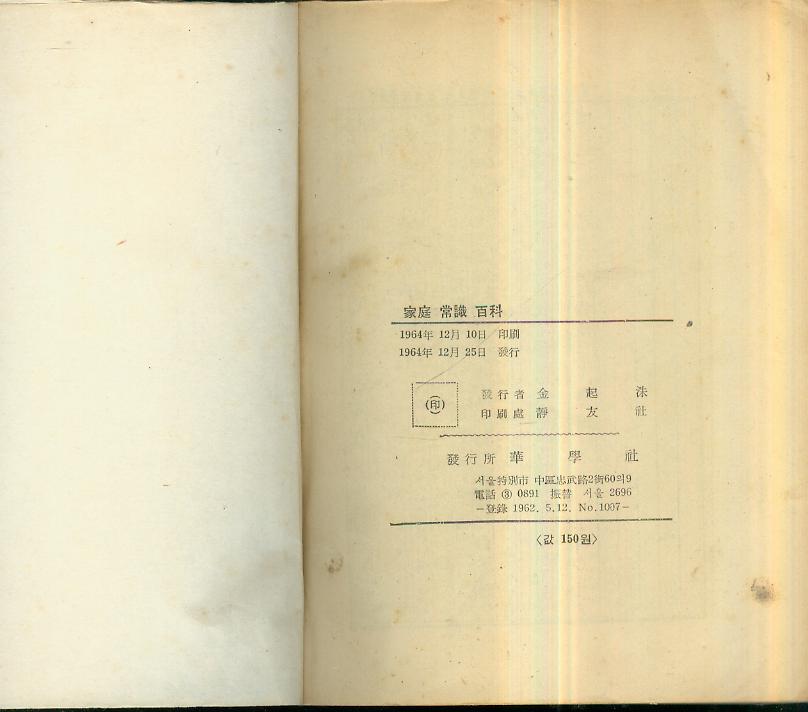 家庭 常識 百科
1964年 12月 10日 印刷
1964年 12月 25日 發行
㊞
發行者 金 起 洙
印刷處 靜 友 社
發行所 華 學 社
서울特別市 中區忠武路2街60의9
電話 ③ 0891 振替 서울 2696
-登錄 1962. 5.12. No.1007-
〈값 150원〉